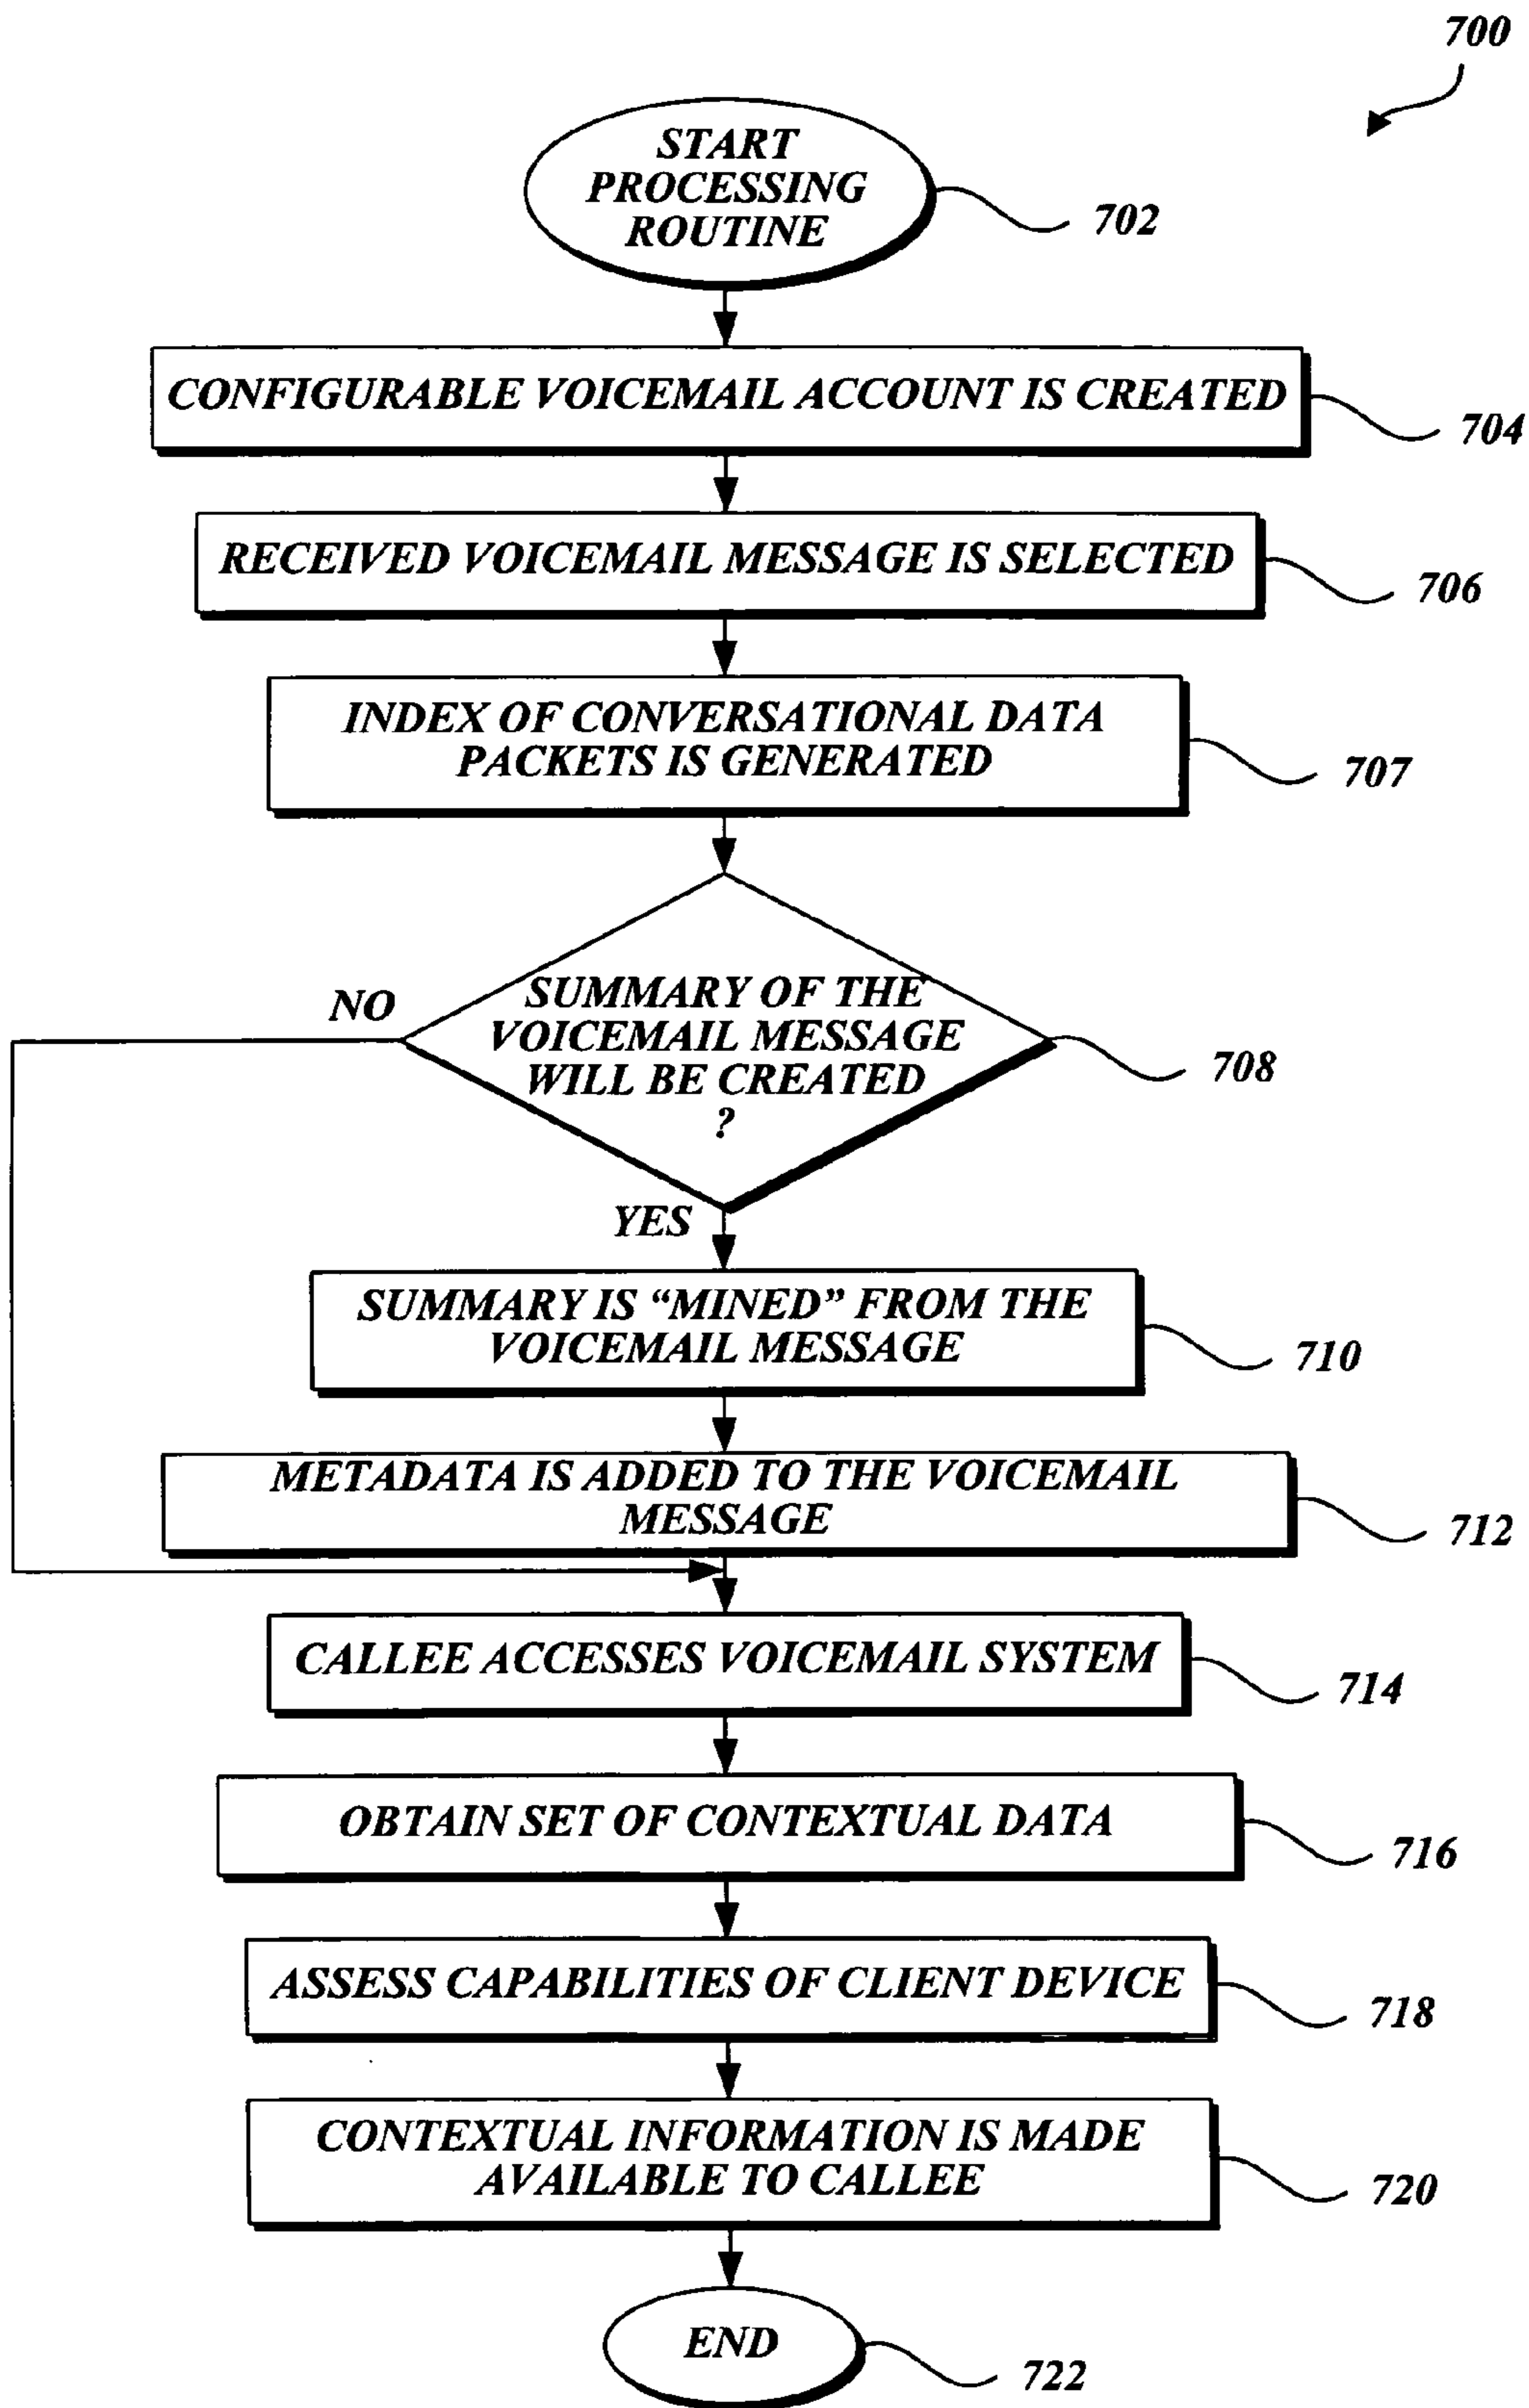 700
START
PROCESSING
ROUTINE
702
CONFIGURABLE VOICEMAIL ACCOUNT IS CREATED
704
RECEIVED VOICEMAIL MESSAGE IS SELECTED
706
INDEX OF CONVERSATIONAL DATA
PACKETS IS GENERATED
707
NO
SUMMARY OF THE
VOICEMAIL MESSAGE
WILL BE CREATED
?
708
YES
SUMMARY IS “MINED” FROM THE
VOICEMAIL MESSAGE
710
METADATA IS ADDED TO THE VOICEMAIL
MESSAGE
712
CALLEE ACCESSES VOICEMAIL SYSTEM
714
OBTAIN SET OF CONTEXTUAL DATA
716
ASSESS CAPABILITIES OF CLIENT DEVICE
718
CONTEXTUAL INFORMATION IS MADE
AVAILABLE TO CALLEE
720
END
722